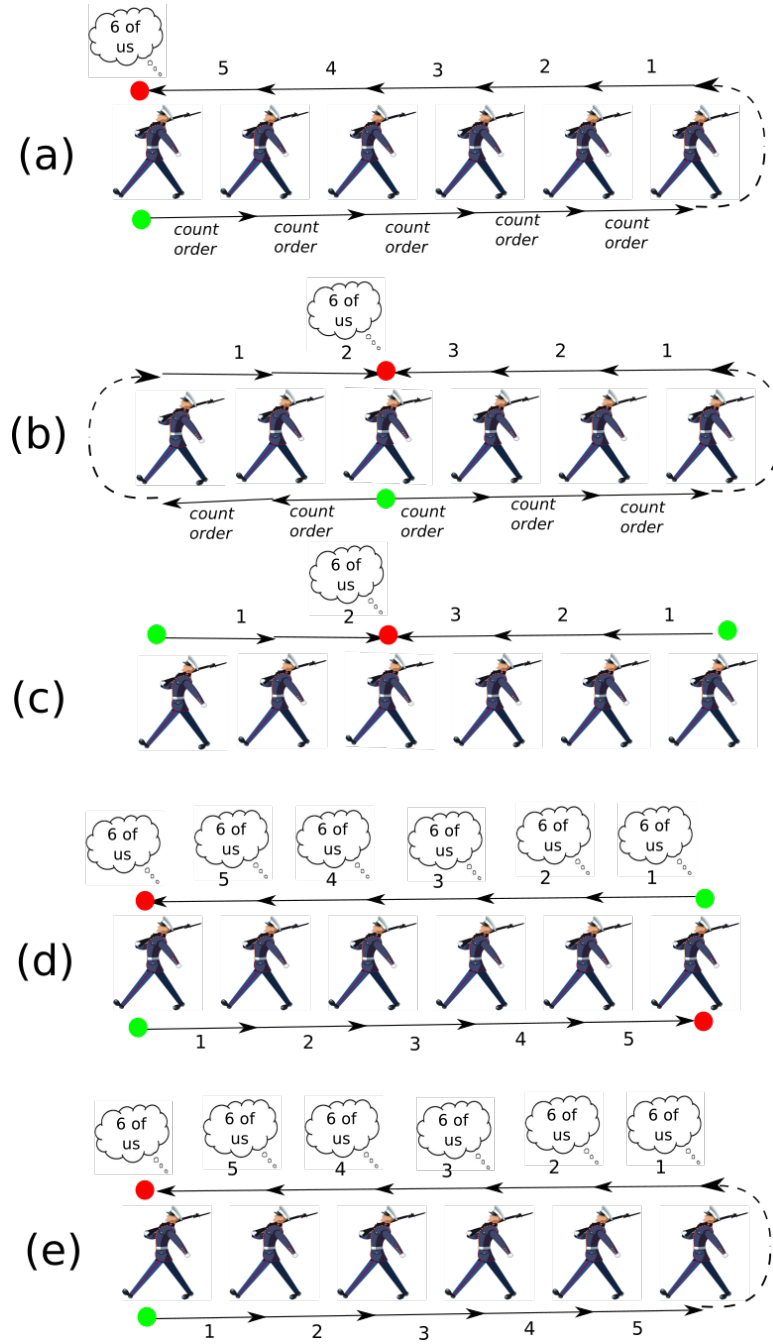 6 of
us
5 4 3 2 1
(a)
count
order
count
order
count
order
count
order
count
order
6 of
us
1 2 3 2 1
(b)
count
order
count
order
count
order
count
order
count
order
6 of
us
1 2 3 2 1
(c)
6 of
us
6 of
us
6 of
us
6 of
us
6 of
us
6 of
us
5 4 3 2 1
(d)
1 2 3 4 5
6 of
us
6 of
us
6 of
us
6 of
us
6 of
us
6 of
us
5 4 3 2 1
(e)
1 2 3 4 5